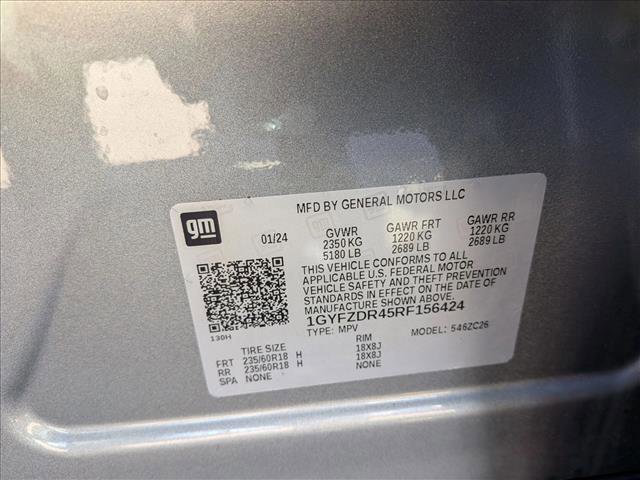 MFD BY GENERAL MOTORS LLC
gm
01/24
GVWR GAWR FRT GAWR RR
2350 KG 1220 KG 1220 KG
5180 LB 2689 LB 2689 LB
THIS VEHICLE CONFORMS TO ALL
APPLICABLE U.S. FEDERAL MOTOR
VEHICLE SAFETY AND THEFT PREVENTION
STANDARDS IN EFFECT ON THE DATE OF
MANUFACTURE SHOWN ABOVE.
1GYFZDR45RF156424
130H
TYPE: MPV MODEL: 546ZC26
TIRE SIZE RIM
FRT 235/60R18 H 18X8J
RR 235/60R18 H 18X8J
SPA NONE NONE